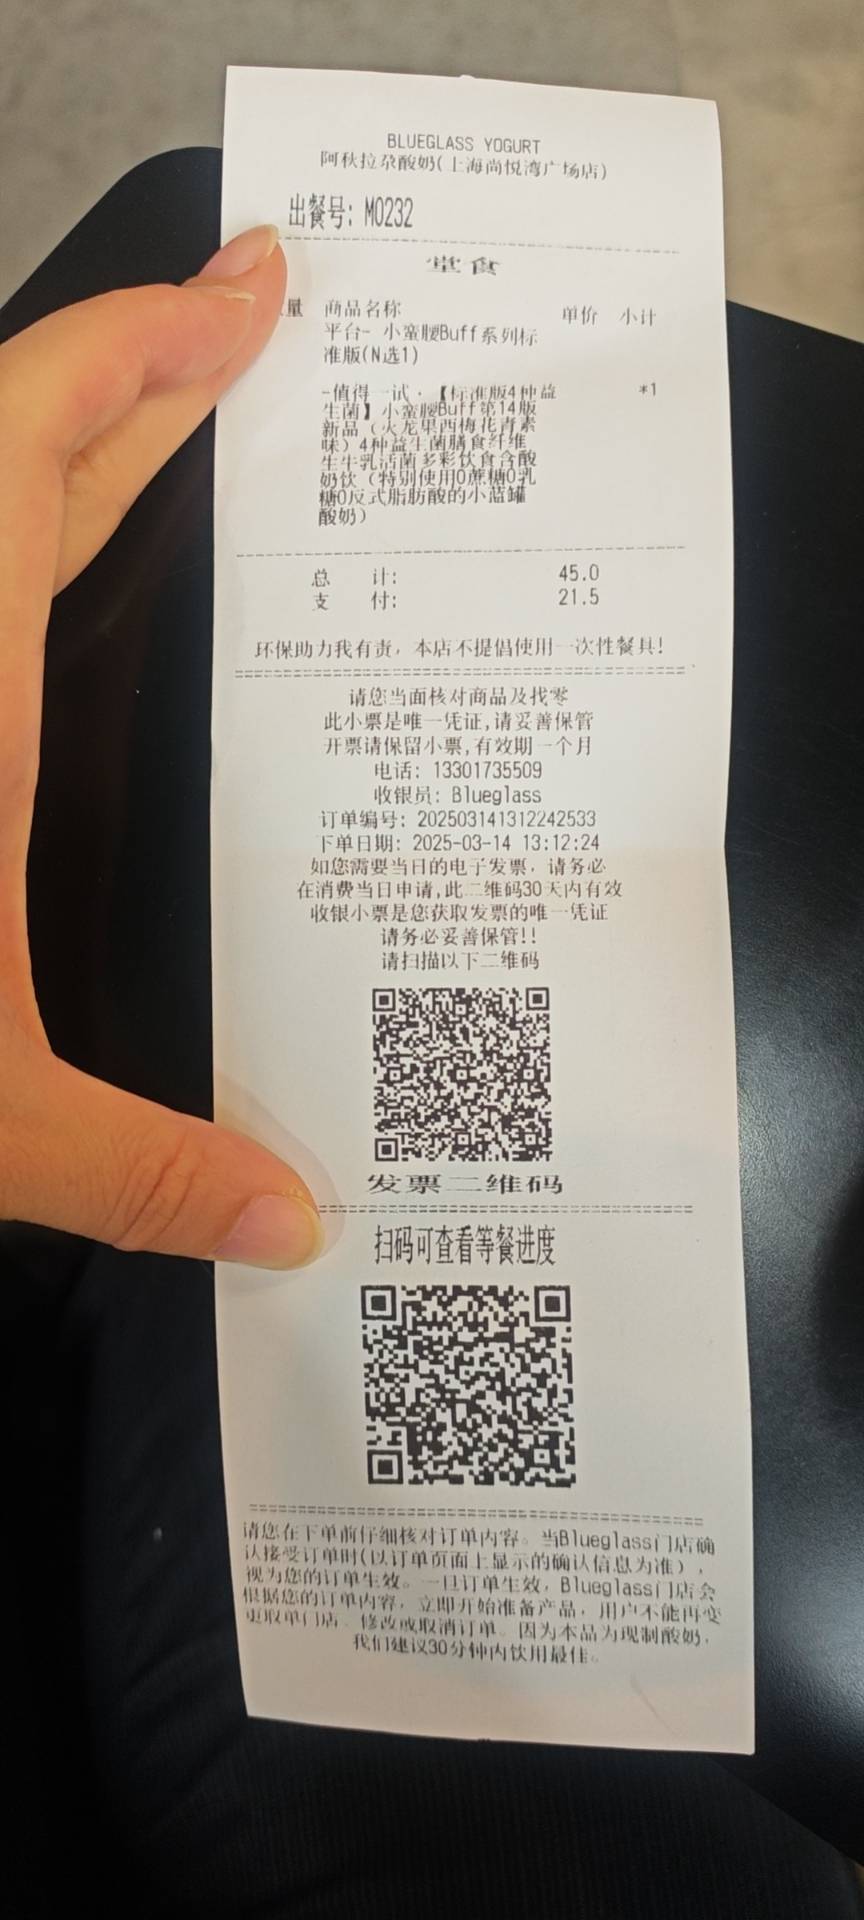 BLUEGLASS YOGURT
阿秋拉尕酸奶(上海尚悦湾广场店)
出餐号: M0232
堂食
量 商品名称 单价 小计
平台- 小蛮腰Buff系列标
准版(N选1)
-值得一试·【标准版4种益 *1
生菌】小蛮腰Buff第14版
新品（火龙果西梅花青素
味）4种益生菌膳食纤维
生牛乳活菌多彩饮食含酸
奶饮（特别使用0蔗糖0乳
糖0反式脂肪酸的小蓝罐
酸奶）
总 计: 45.0
支 付: 21.5
环保助力我有责，本店不提倡使用一次性餐具!
请您当面核对商品及找零
此小票是唯一凭证,请妥善保管
开票请保留小票,有效期一个月
电话: 13301735509
收银员: Blueglass
订单编号: 202503141312242533
下单日期: 2025-03-14 13:12:24
如您需要当日的电子发票，请务必
在消费当日申请,此二维码30天内有效
收银小票是您获取发票的唯一凭证
请务必妥善保管!!
请扫描以下二维码
发票二维码
扫码可查看等餐进度
请您在下单前仔细核对订单内容。当Blueglass门店确
认接受订单时(以订单页面上显示的确认信息为准)，
视为您的订单生效。一旦订单生效，Blueglass门店会
根据您的订单内容，立即开始准备产品，用户不能再变
更取单门店、修改或取消订单。因为本品为现制酸奶，
我们建议30分钟内饮用最佳。